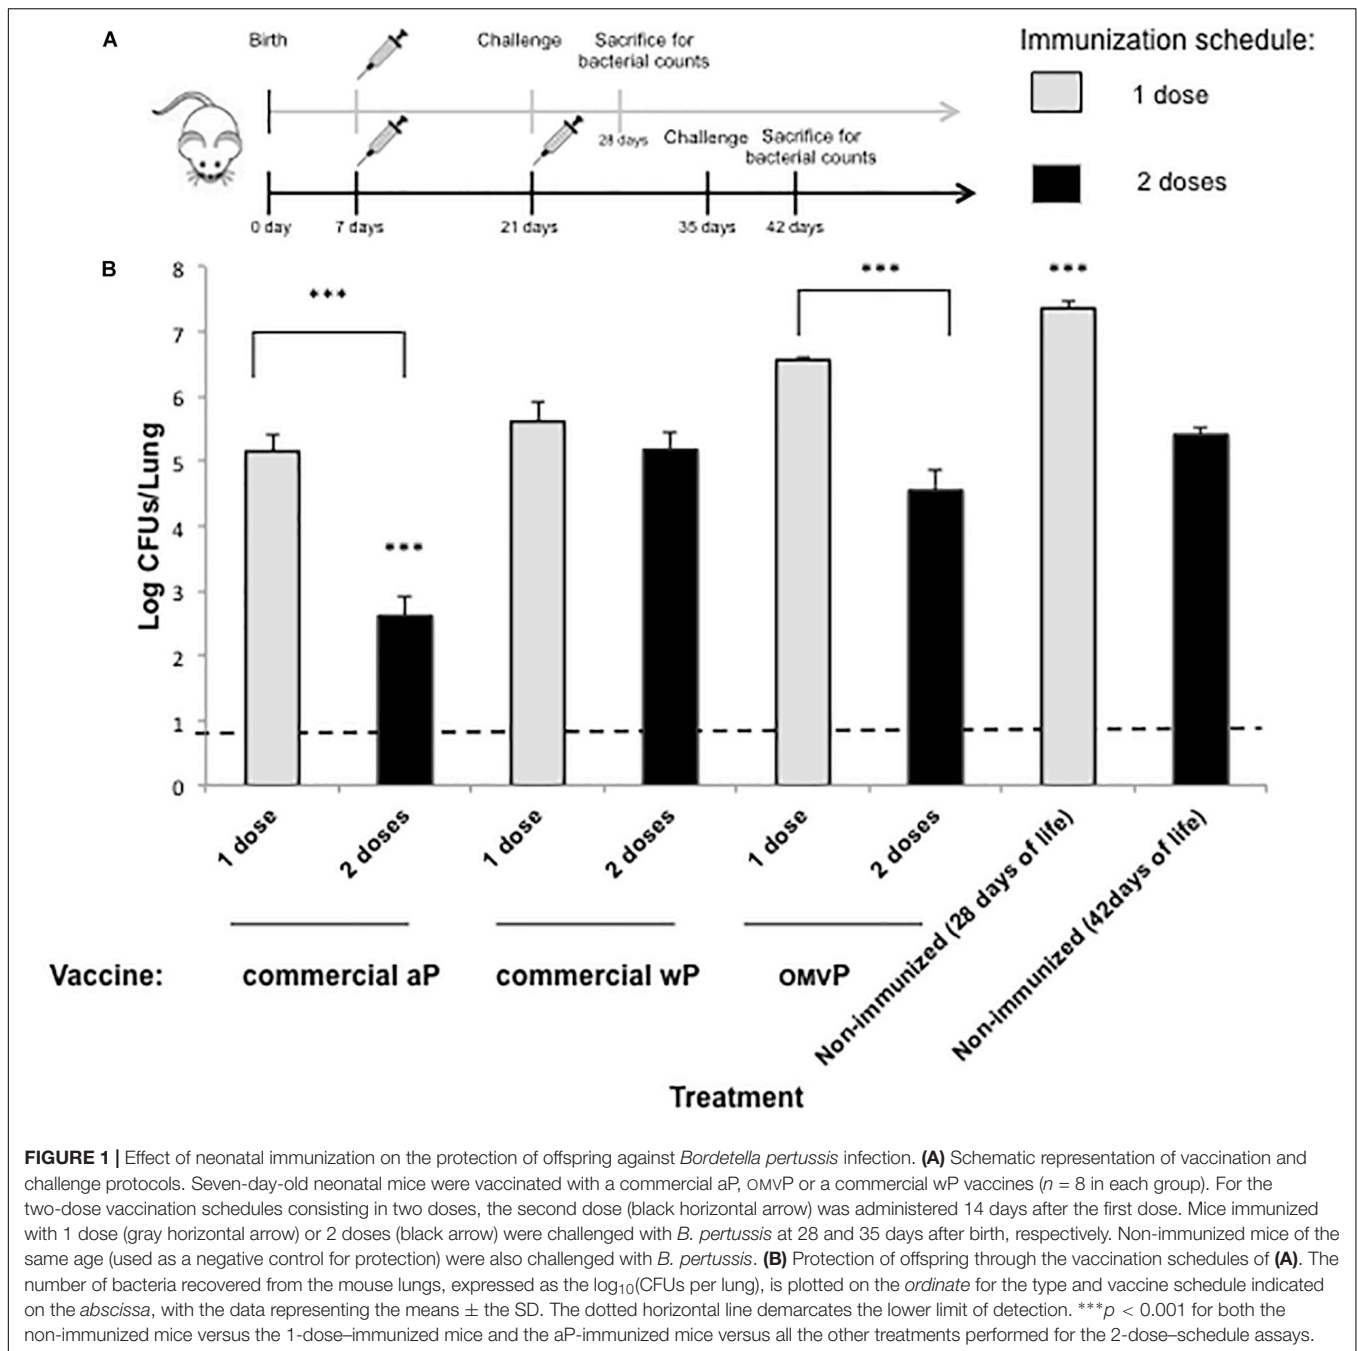 A
Birth
Challenge
Sacrifice for
bacterial counts
Immunization schedule:
1 dose
28 days
Challenge
Sacrifice for
bacterial counts
2 doses
0 day
7 days
21 days
35 days
42 days
B
8
7
6
5
4
3
2
1
0
Log CFUs/Lung
***
***
***
***
1 dose
2 doses
1 dose
2 doses
1 dose
2 doses
Non-immunized (28 days of life)
Non-immunized (42days of life)
Vaccine:
commercial aP
commercial wP
OMVP
Treatment
FIGURE 1 | Effect of neonatal immunization on the protection of offspring against Bordetella pertussis infection. (A) Schematic representation of vaccination and
challenge protocols. Seven-day-old neonatal mice were vaccinated with a commercial aP, OMVP or a commercial wP vaccines (n = 8 in each group). For the
two-dose vaccination schedules consisting in two doses, the second dose (black horizontal arrow) was administered 14 days after the first dose. Mice immunized
with 1 dose (gray horizontal arrow) or 2 doses (black arrow) were challenged with B. pertussis at 28 and 35 days after birth, respectively. Non-immunized mice of the
same age (used as a negative control for protection) were also challenged with B. pertussis. (B) Protection of offspring through the vaccination schedules of (A). The
number of bacteria recovered from the mouse lungs, expressed as the log10(CFUs per lung), is plotted on the ordinate for the type and vaccine schedule indicated
on the abscissa, with the data representing the means ± the SD. The dotted horizontal line demarcates the lower limit of detection. ***p < 0.001 for both the
non-immunized mice versus the 1-dose–immunized mice and the aP-immunized mice versus all the other treatments performed for the 2-dose–schedule assays.